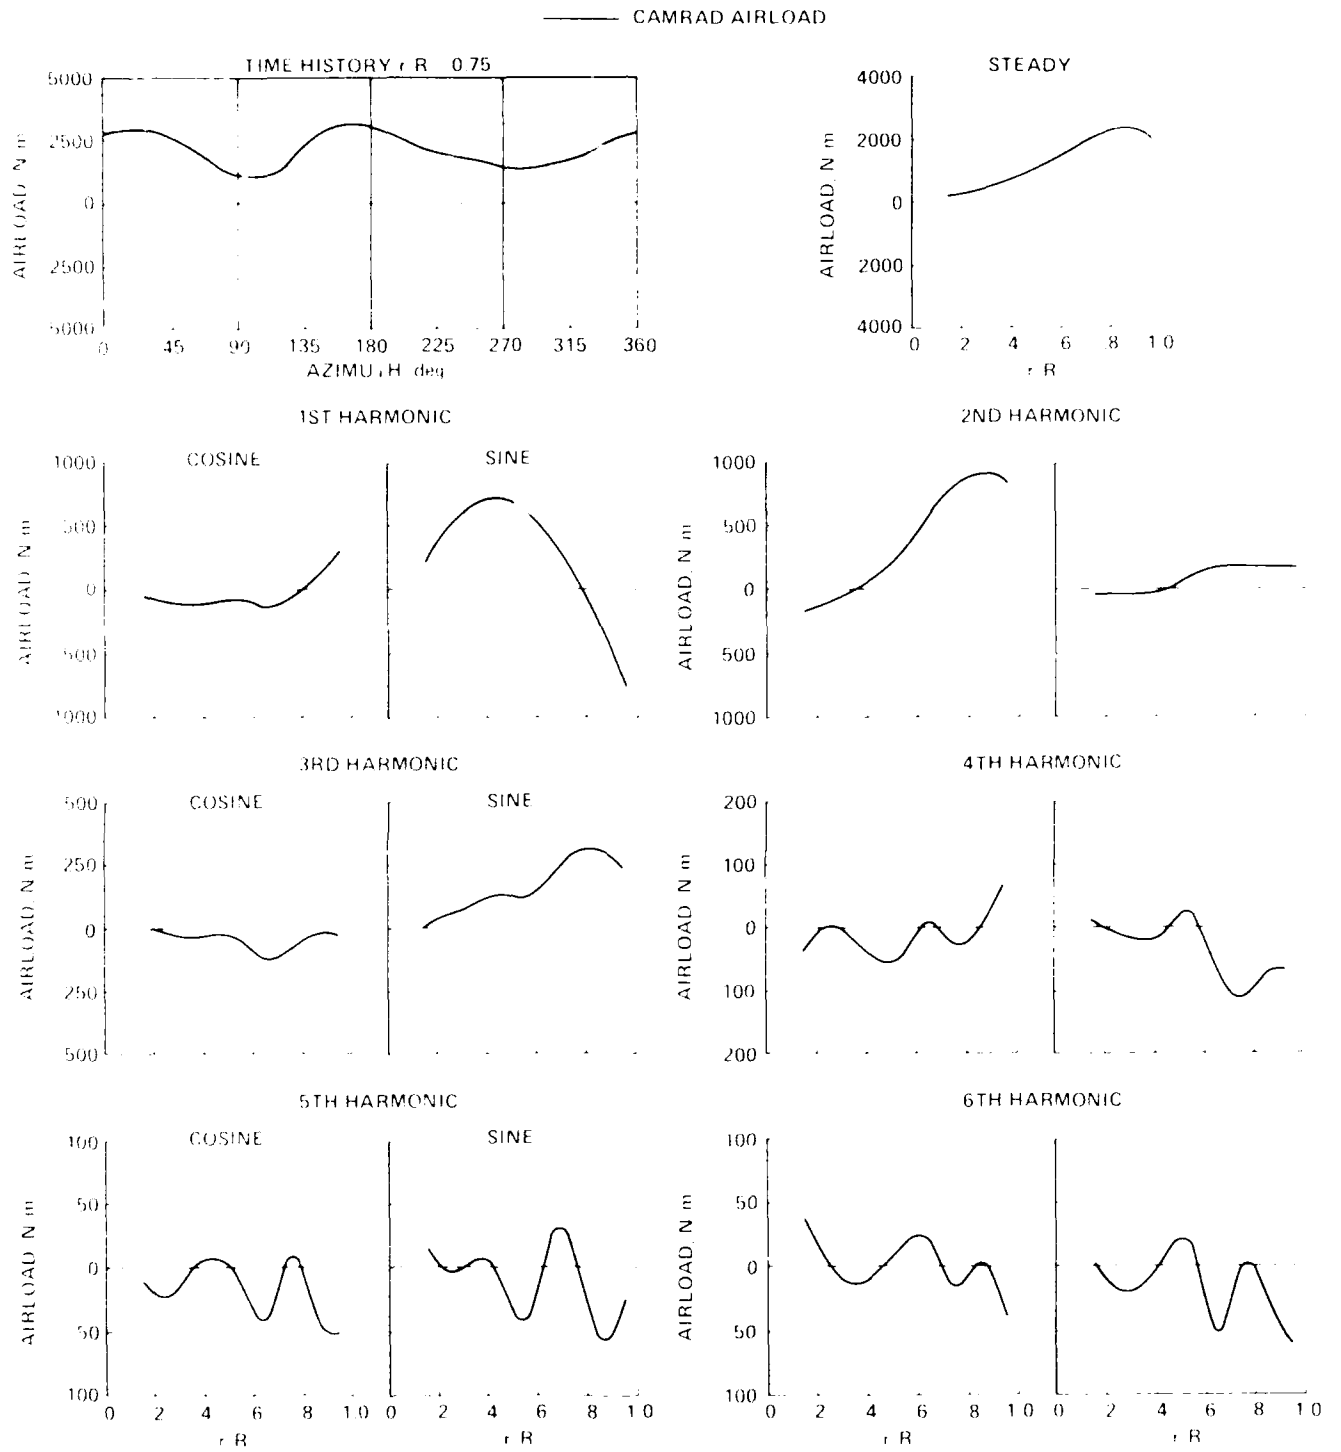 CAMRAD AIRLOAD
TIME HISTORY r R 0.75
5000
2500
0
2500
5000
AIRLOAD, N m
0 45 90 135 180 225 270 315 360
AZIMUTH deg
STEADY
4000
2000
0
2000
4000
AIRLOAD, N m
0 2 4 6 8 1 0
r R
1ST HARMONIC
COSINE SINE
1000
500
0
500
1000
AIRLOAD, N m
2ND HARMONIC
1000
500
0
500
1000
AIRLOAD, N m
3RD HARMONIC
COSINE SINE
500
250
0
250
500
AIRLOAD, N m
4TH HARMONIC
200
100
0
100
200
AIRLOAD N m
5TH HARMONIC
COSINE SINE
100
50
0
50
100
AIRLOAD, N m
0 2 4 6 8 1 0 2 4 6 8 1 0
r R r R
6TH HARMONIC
100
50
0
50
100
AIRLOAD, N m
0 2 4 6 8 1 0 2 4 6 8 1 0
r R r R